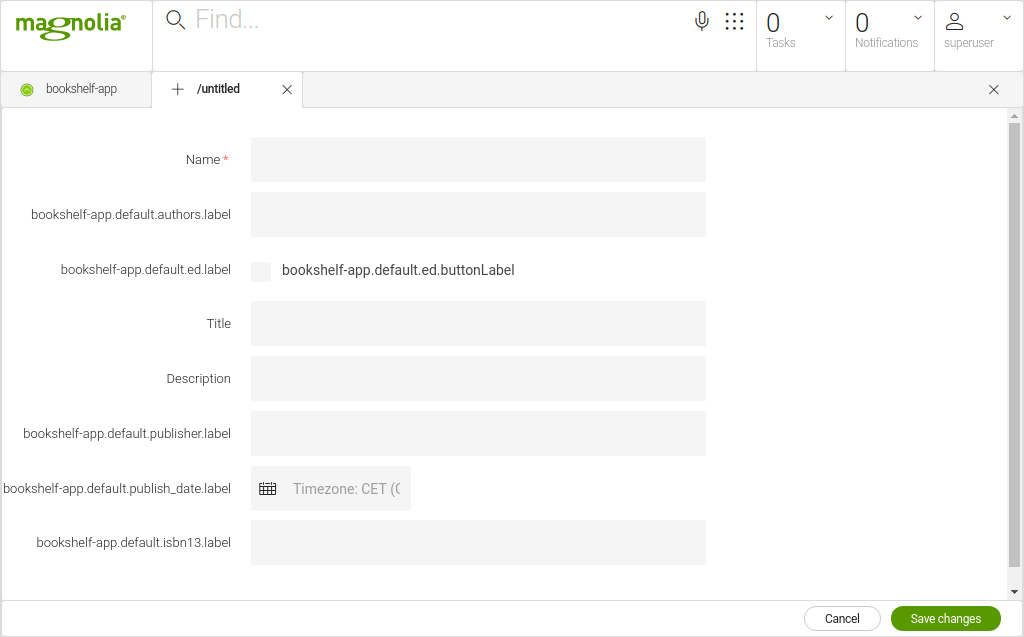 magnolia®
Find...
0
Tasks
0
Notifications
superuser
bookshelf-app
/untitled
Name *
bookshelf-app.default.authors.label
bookshelf-app.default.ed.label
bookshelf-app.default.ed.buttonLabel
Title
Description
bookshelf-app.default.publisher.label
bookshelf-app.default.publish_date.label
Timezone: CET (
bookshelf-app.default.isbn13.label
Cancel
Save changes